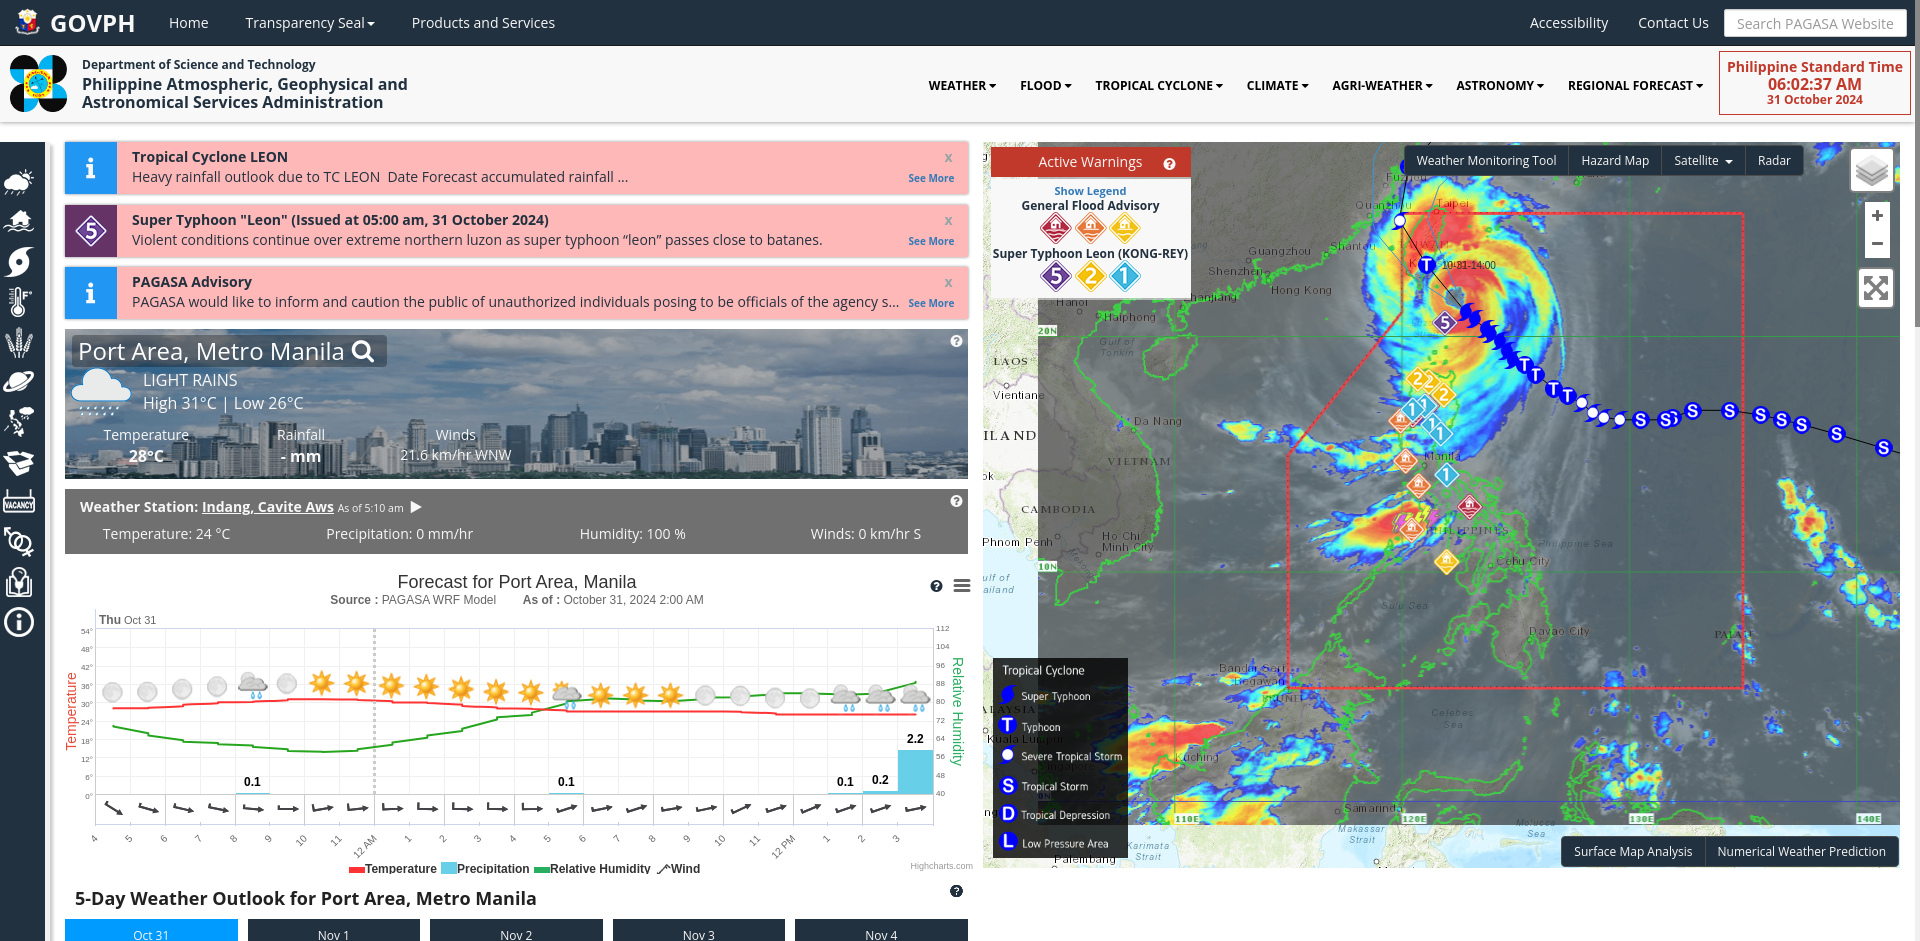 GOVPH
Home
Transparency Seal
Products and Services
Accessibility
Contact Us
Search PAGASA Website
Department of Science and Technology
Philippine Atmospheric, Geophysical and
Astronomical Services Administration
WEATHER
FLOOD
TROPICAL CYCLONE
CLIMATE
AGRI-WEATHER
ASTRONOMY
REGIONAL FORECAST
Philippine Standard Time
06:02:37 AM
31 October 2024
Tropical Cyclone LEON
x
Heavy rainfall outlook due to TC LEON Date Forecast accumulated rainfall ...
See More
5
Super Typhoon "Leon" (Issued at 05:00 am, 31 October 2024)
x
Violent conditions continue over extreme northern luzon as super typhoon “leon” passes close to batanes.
See More
PAGASA Advisory
x
PAGASA would like to inform and caution the public of unauthorized individuals posing to be officials of the agency s...
See More
VACANCY
Port Area, Metro Manila
LIGHT RAINS
High 31°C | Low 26°C
Temperature
Rainfall
Winds
28°C
- mm
21.6 km/hr WNW
Weather Station: Indang, Cavite Aws As of 5:10 am
Temperature: 24 °C
Precipitation: 0 mm/hr
Humidity: 100 %
Winds: 0 km/hr S
Forecast for Port Area, Manila
Source : PAGASA WRF Model As of : October 31, 2024 2:00 AM
Thu Oct 31
54°
48°
42°
36°
30°
24°
18°
12°
6°
0°
Temperature
112
104
96
88
80
72
64
56
48
40
Relative Humidity
0.1
0.1
0.1
0.2
2.2
4 5 6 7 8 9 10 11 12 AM 1 2 3 4 5 6 7 8 9 10 11 12 PM 1 2 3
Temperature
Precipitation
Relative Humidity
Wind
Highcharts.com
5-Day Weather Outlook for Port Area, Metro Manila
Oct 31
Nov 1
Nov 2
Nov 3
Nov 4
Active Warnings
Show Legend
General Flood Advisory
Super Typhoon Leon (KONG-REY)
5 2 1
Weather Monitoring Tool
Hazard Map
Satellite
Radar
+
−
Taipei
Quanzhou
Shantou
Guangzhou
Shenzhen
Hong Kong
Zhanjiang
Hanoi
Haiphong
Gulf of
Tonkin
10-31-14:00
20N
LAOS
Vientiane
Da Nang
VIETNAM
CAMBODIA
Phnom Penh
Ho Chi
Minh City
10N
Manila
PHILIPPINES
Philippine Sea
Cebu City
Sulu Sea
Davao City
Bandar Seri
Begawan
Celebes
Sea
Kuching
Samarinda
Makassar
Strait
Karimata
Strait
Palembang
110E
120E
130E
140E
Tropical Cyclone
Super Typhoon
T Typhoon
Severe Tropical Storm
S Tropical Storm
D Tropical Depression
L Low Pressure Area
Surface Map Analysis
Numerical Weather Prediction